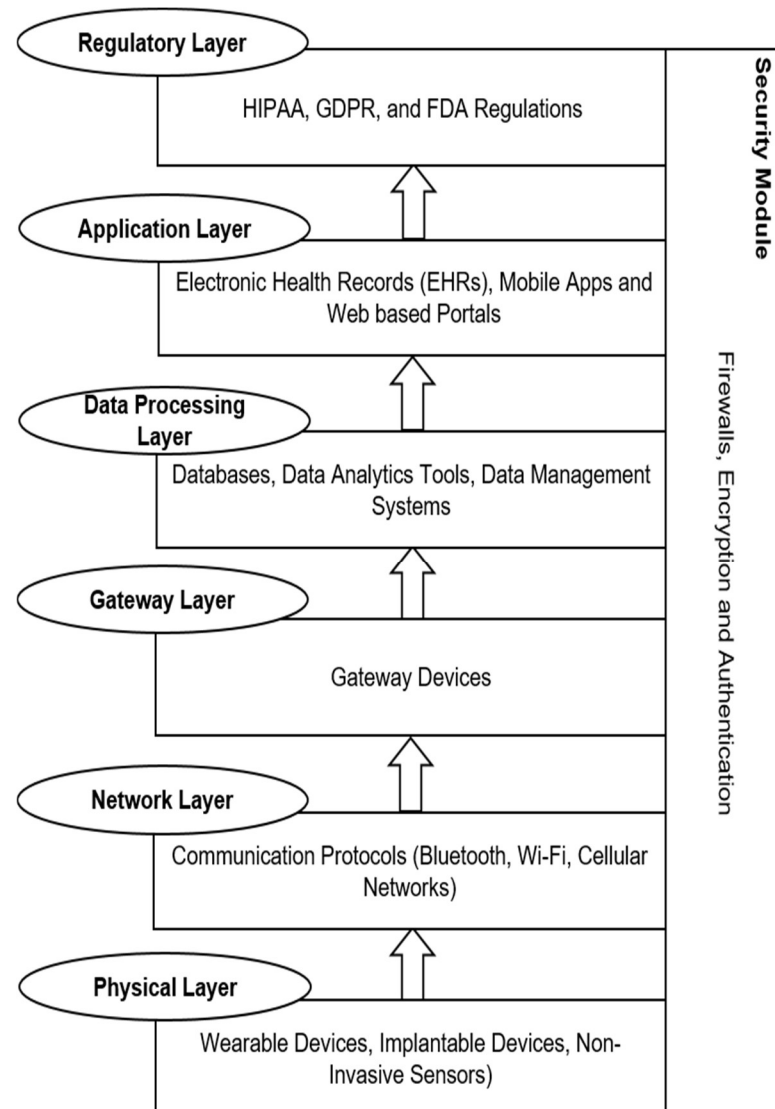 Regulatory Layer
HIPAA, GDPR, and FDA Regulations
Application Layer
Electronic Health Records (EHRs), Mobile Apps and
Web based Portals
Data Processing
Layer
Databases, Data Analytics Tools, Data Management
Systems
Gateway Layer
Gateway Devices
Network Layer
Communication Protocols (Bluetooth, Wi-Fi, Cellular
Networks)
Physical Layer
Wearable Devices, Implantable Devices, Non-
Invasive Sensors)
Security Module
Firewalls, Encryption and Authentication